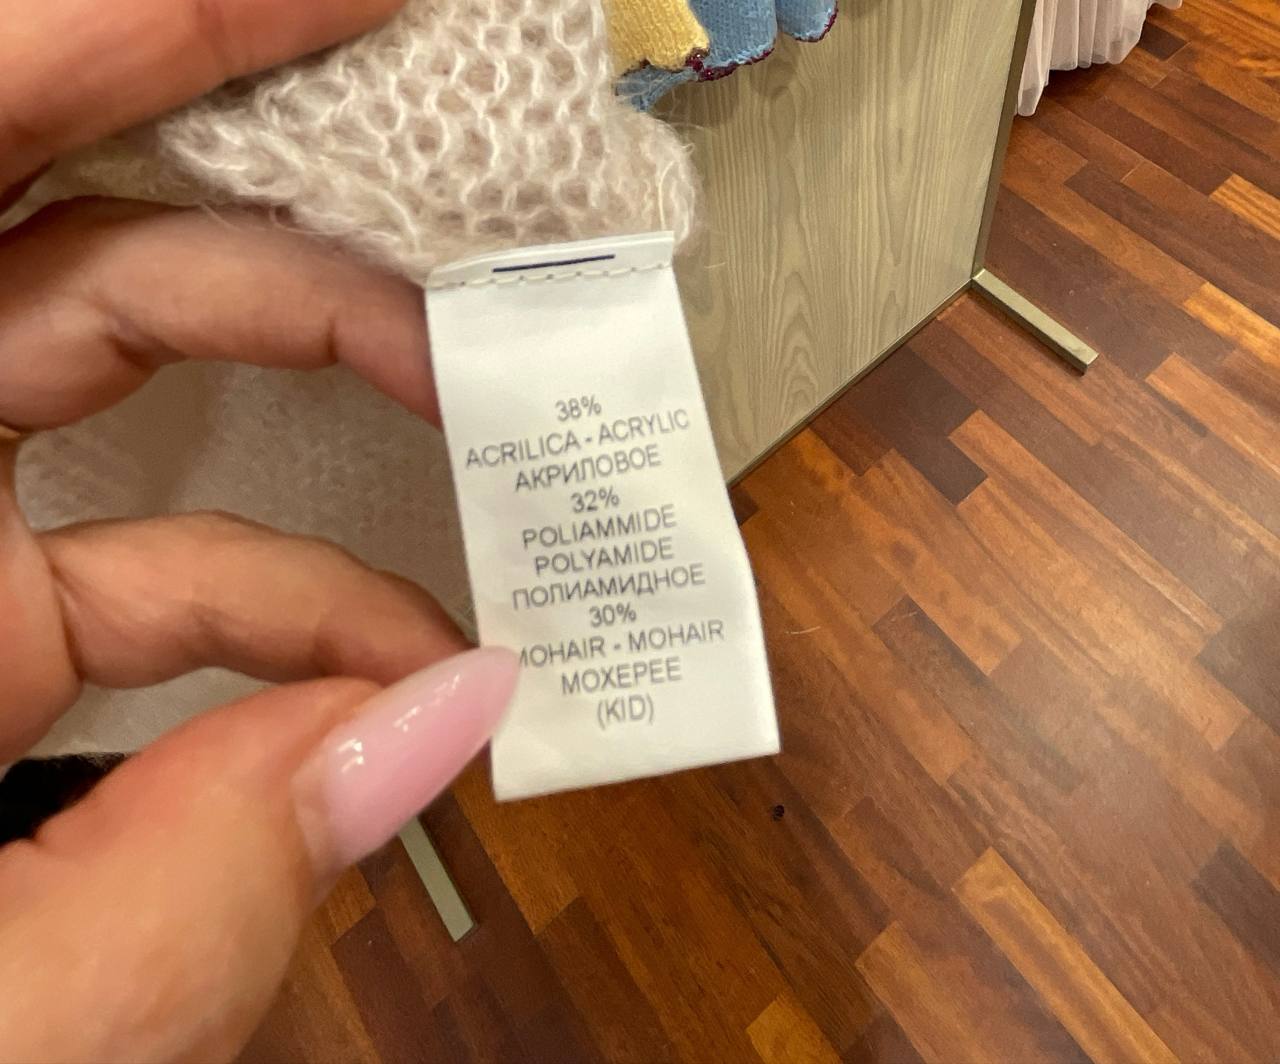 38%
ACRILICA - ACRYLIC
АКРИЛОВОЕ
32%
POLIAMMIDE
POLYAMIDE
ПОЛИАМИДНОЕ
30%
MOHAIR - MOHAIR
МОХЕРЕЕ
(KID)